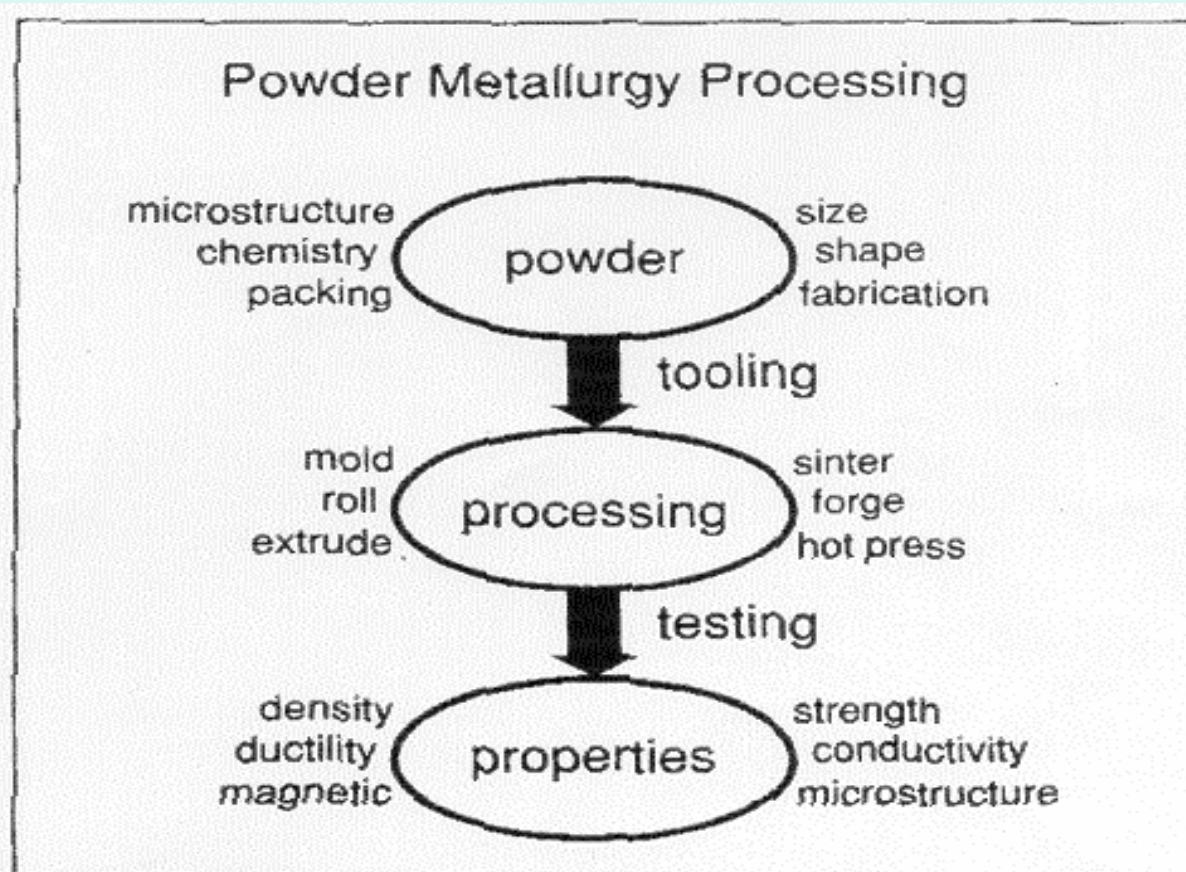 Powder Metallurgy Processing
microstructure
chemistry
packing
powder
size
shape
fabrication
tooling
mold
roll
extrude
processing
sinter
forge
hot press
testing
density
ductility
magnetic
properties
strength
conductivity
microstructure